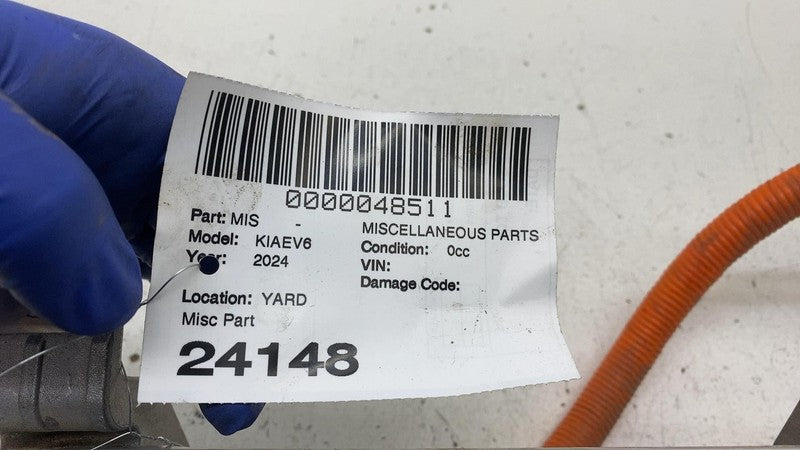 0000048511
Part: MIS - MISCELLANEOUS PARTS
Model: KIAEV6 Condition: 0cc
Year: 2024 VIN:
Damage Code:
Location: YARD
Misc Part
24148